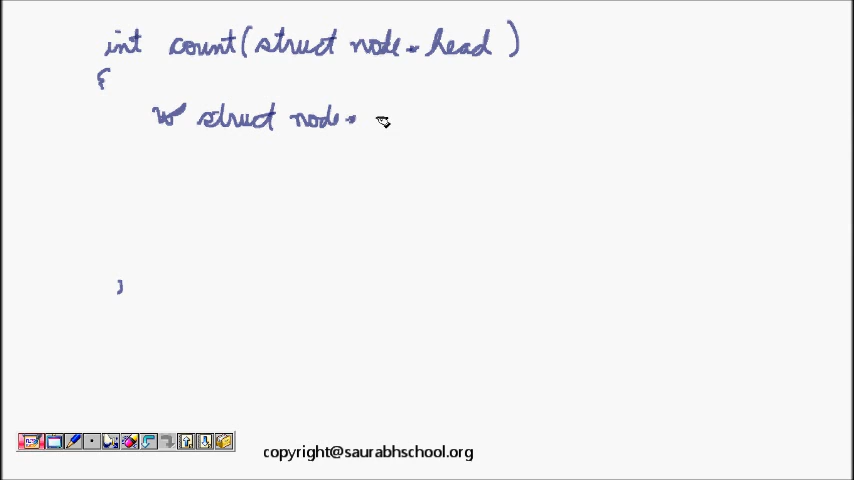 int count(struct node * head )
{
struct node *
}
copyright@saurabhschool.org